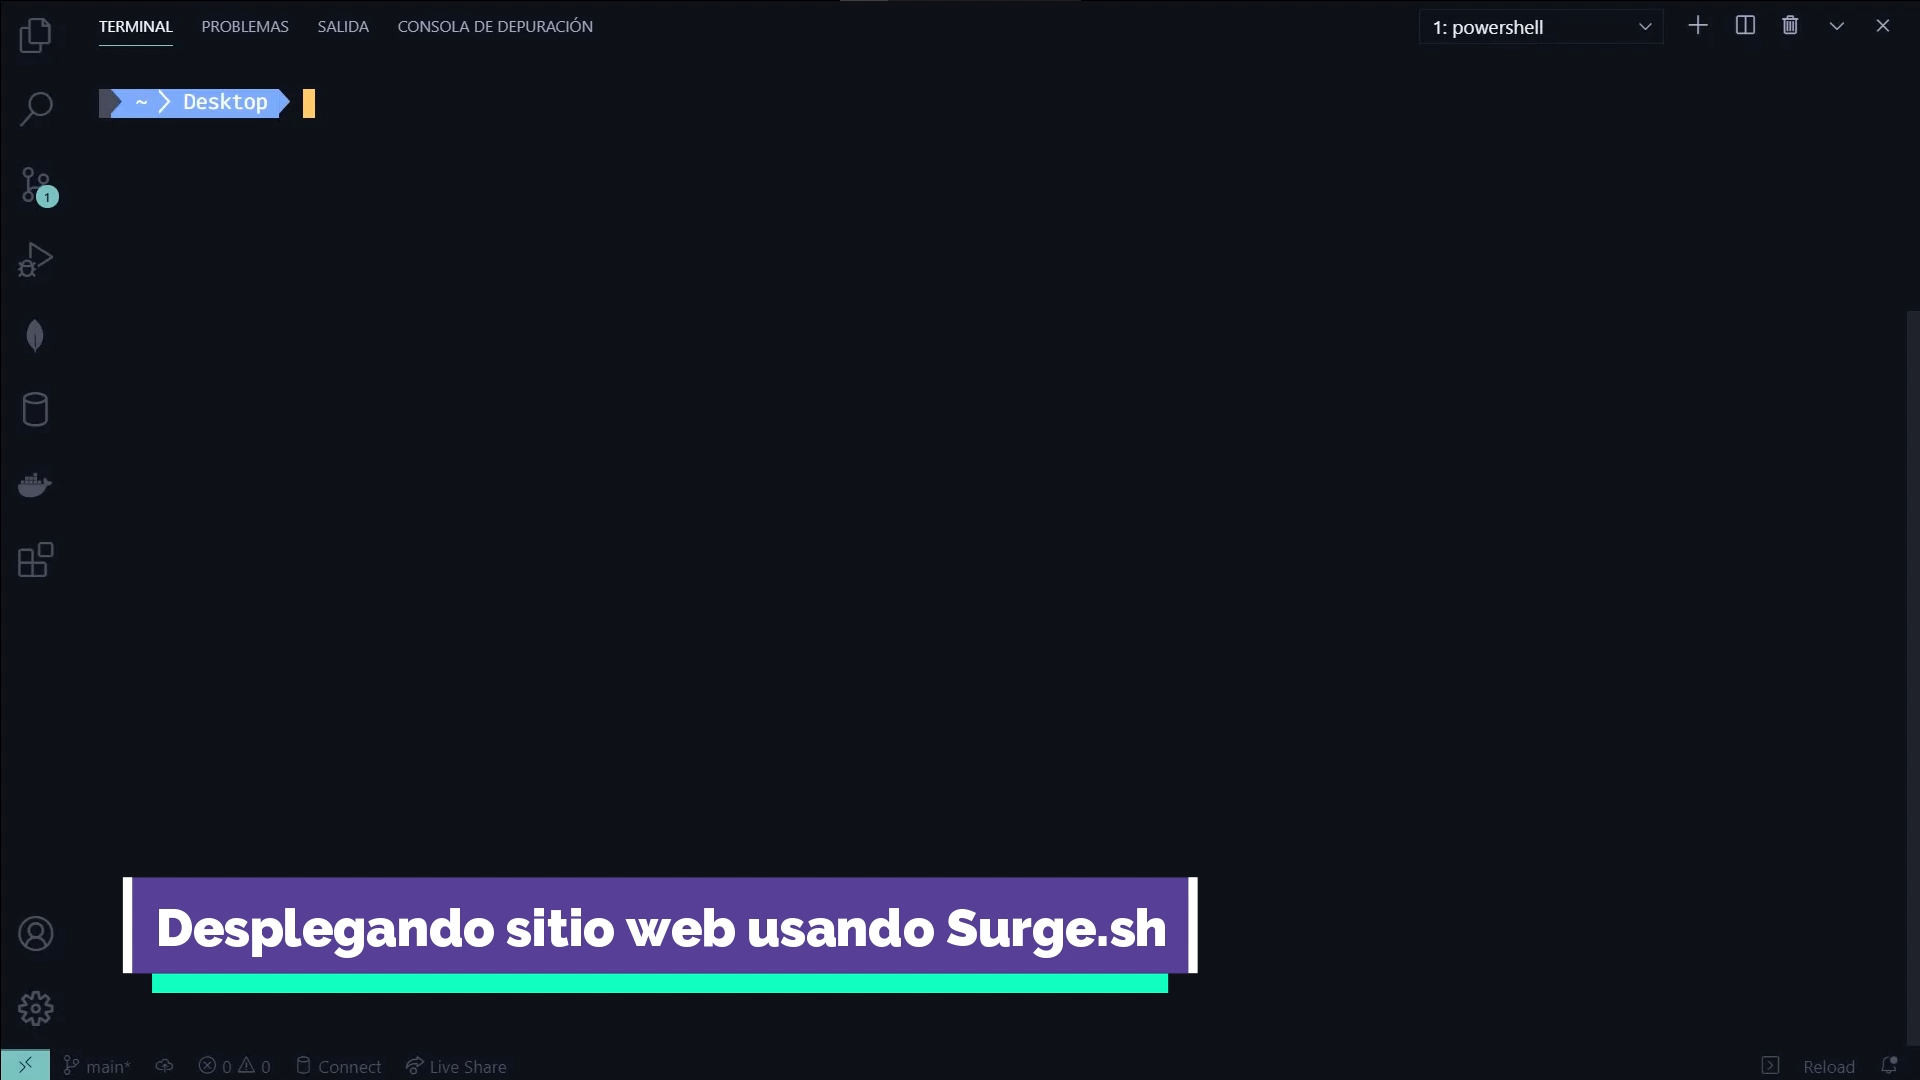 TERMINAL PROBLEMAS SALIDA CONSOLA DE DEPURACIÓN 1: powershell
~ Desktop
1
Desplegando sitio web usando Surge.sh
main* 0 0 Connect Live Share Reload